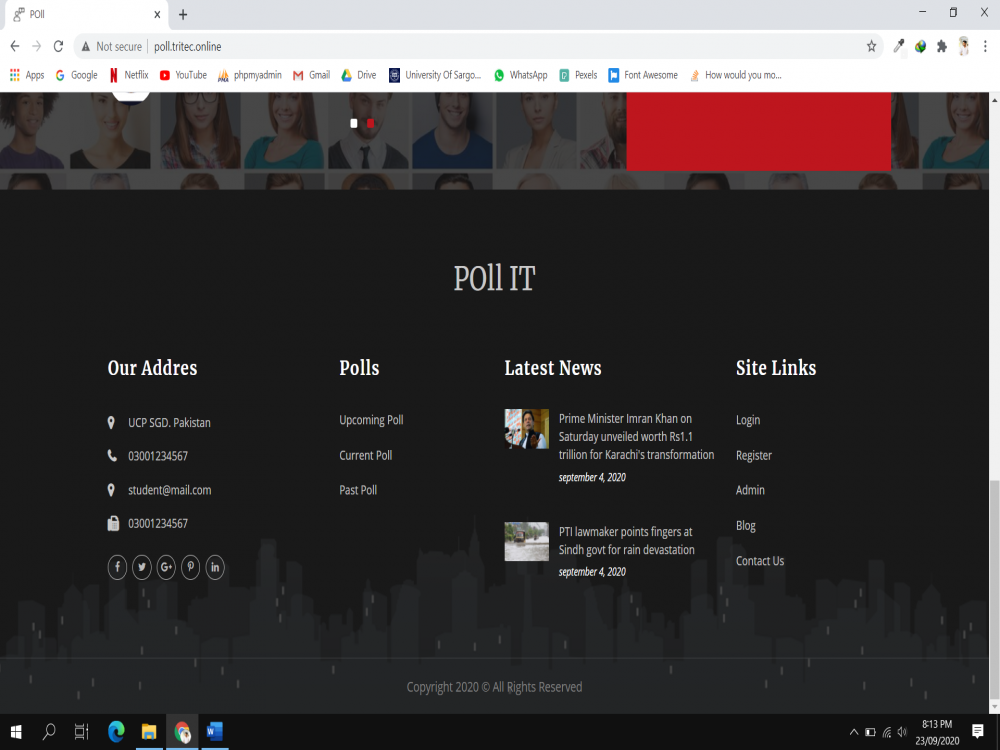 POll
Not secure
poll.tritec.online
Apps
Google
Netflix
YouTube
phpmyadmin
Gmail
Drive
University Of Sargo...
WhatsApp
Pexels
Font Awesome
How would you mo...
POll IT
Our Addres
UCP SGD. Pakistan
03001234567
student@mail.com
03001234567
Polls
Upcoming Poll
Current Poll
Past Poll
Latest News
Prime Minister Imran Khan on
Saturday unveiled worth Rs1.1
trillion for Karachi's transformation
september 4, 2020
PTI lawmaker points fingers at
Sindh govt for rain devastation
september 4, 2020
Site Links
Login
Register
Admin
Blog
Contact Us
Copyright 2020 © All Rights Reserved
8:13 PM
23/09/2020